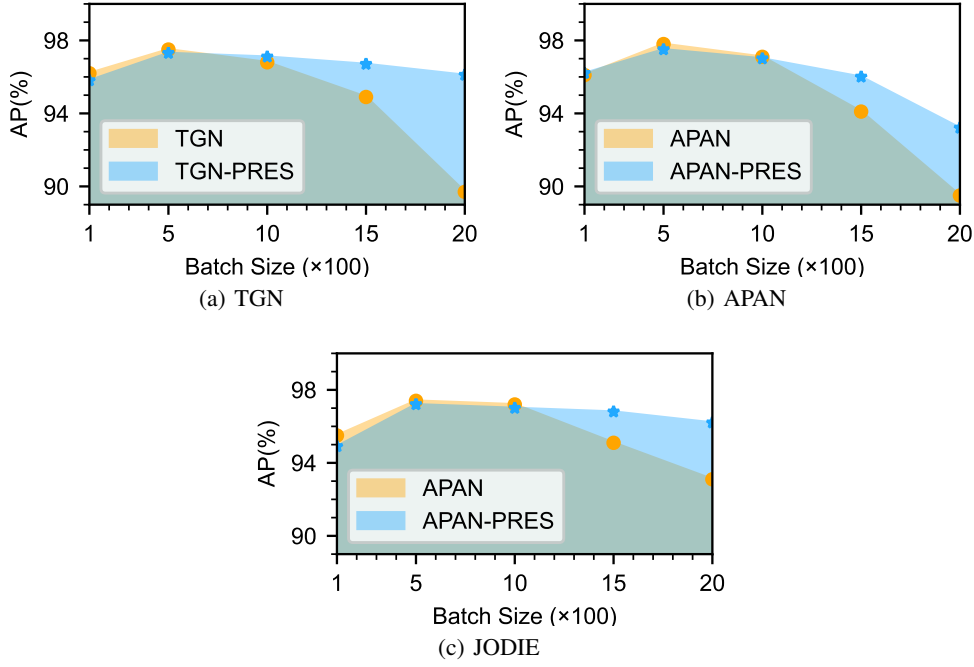 AP(%)
98
94
90
TGN
TGN-PRES
1 5 10 15 20
Batch Size (×100)
(a) TGN
AP(%)
98
94
90
APAN
APAN-PRES
1 5 10 15 20
Batch Size (×100)
(b) APAN
AP(%)
98
94
90
APAN
APAN-PRES
1 5 10 15 20
Batch Size (×100)
(c) JODIE